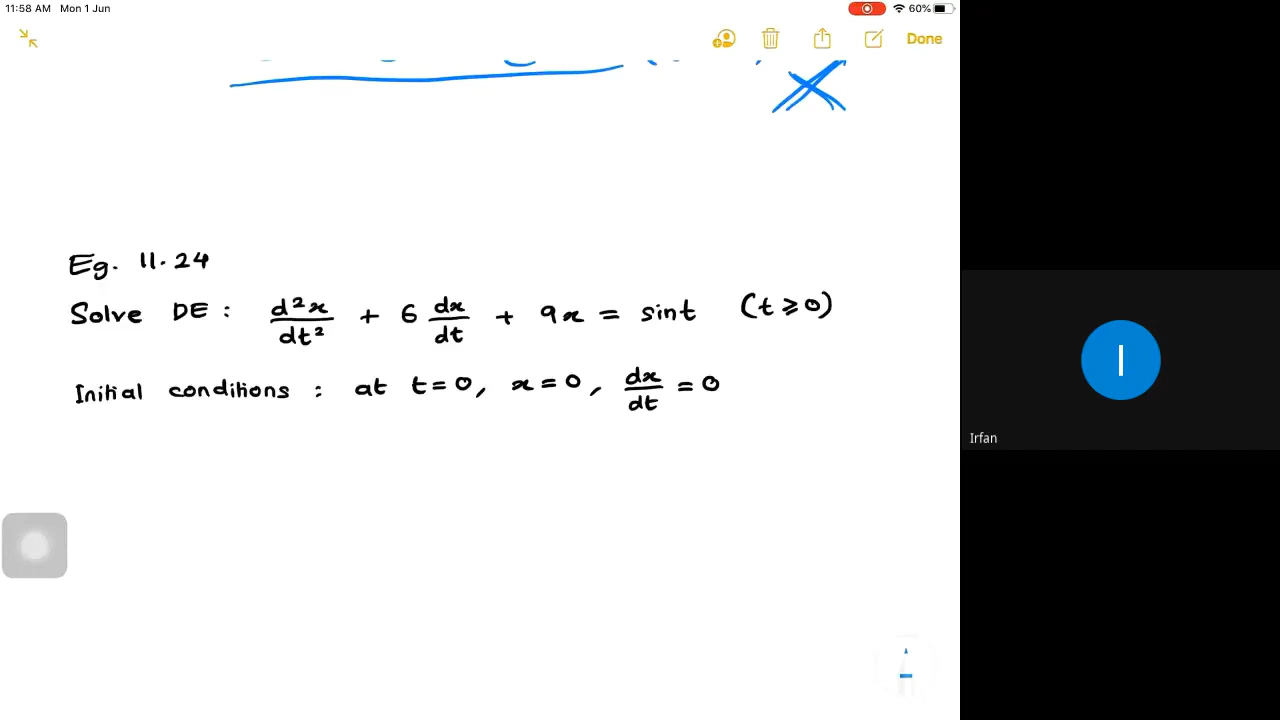 11:58 AM Mon 1 Jun
60%
Done
Eg. 11.24
Solve DE : d²x/dt² + 6 dx/dt + 9x = sint (t ≥ 0)
Initial conditions : at t = 0, x = 0, dx/dt = 0
I
Irfan